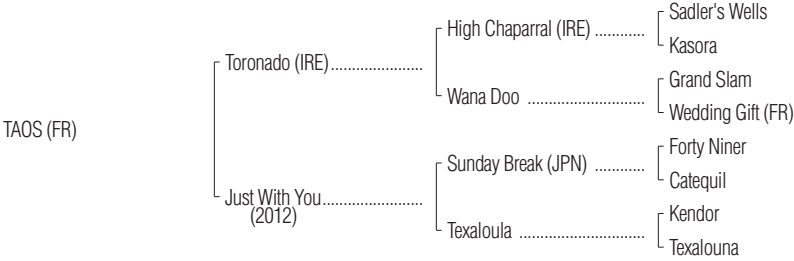 Sadler's Wells
High Chaparral (IRE) ............
Kasora
Toronado (IRE)......................
Grand Slam
Wana Doo ............................
Wedding Gift (FR)
TAOS (FR)
Forty Niner
Sunday Break (JPN) ............
Catequil
Just With You........................
(2012)
Kendor
Texaloula ..............................
Texalouna